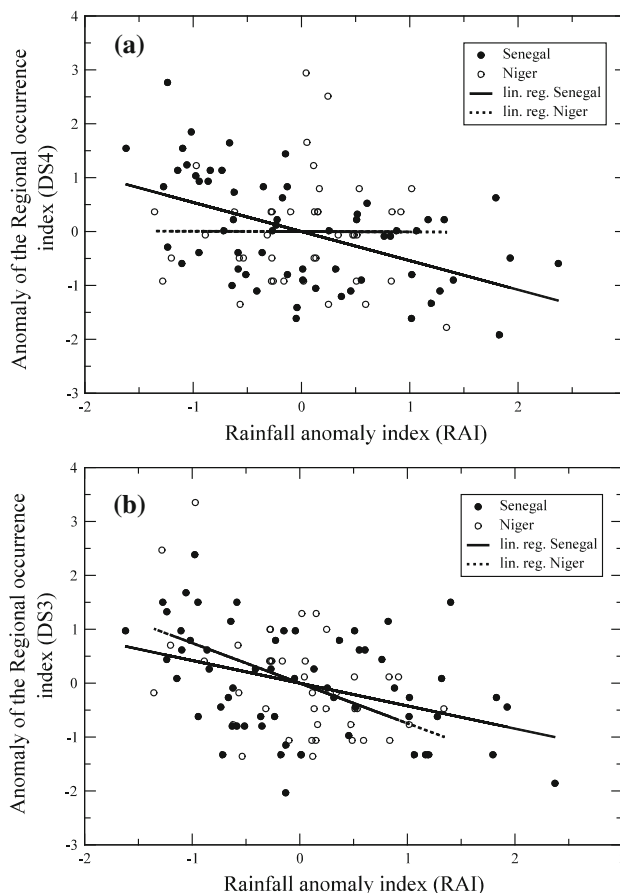 (a)
Senegal
Niger
lin. reg. Senegal
lin. reg. Niger
Anomaly of the Regional occurrence
index (DS4)
4
3
2
1
0
-1
-2
-3
-2
-1
0
1
2
Rainfall anomaly index (RAI)
(b)
Senegal
Niger
lin. reg. Senegal
lin. reg. Niger
Anomaly of the Regional occurrence
index (DS3)
4
3
2
1
0
-1
-2
-3
-2
-1
0
1
2
Rainfall anomaly index (RAI)